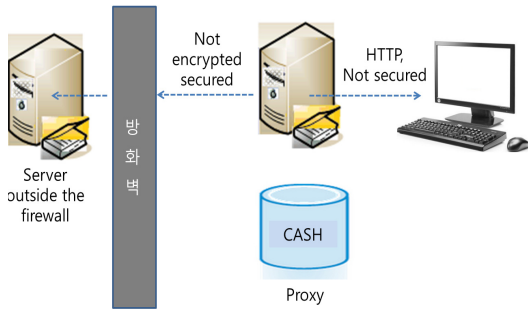 Not
encrypted
secured
HTTP,
Not secured
방
화
벽
Server
outside the
firewall
CASH
Proxy